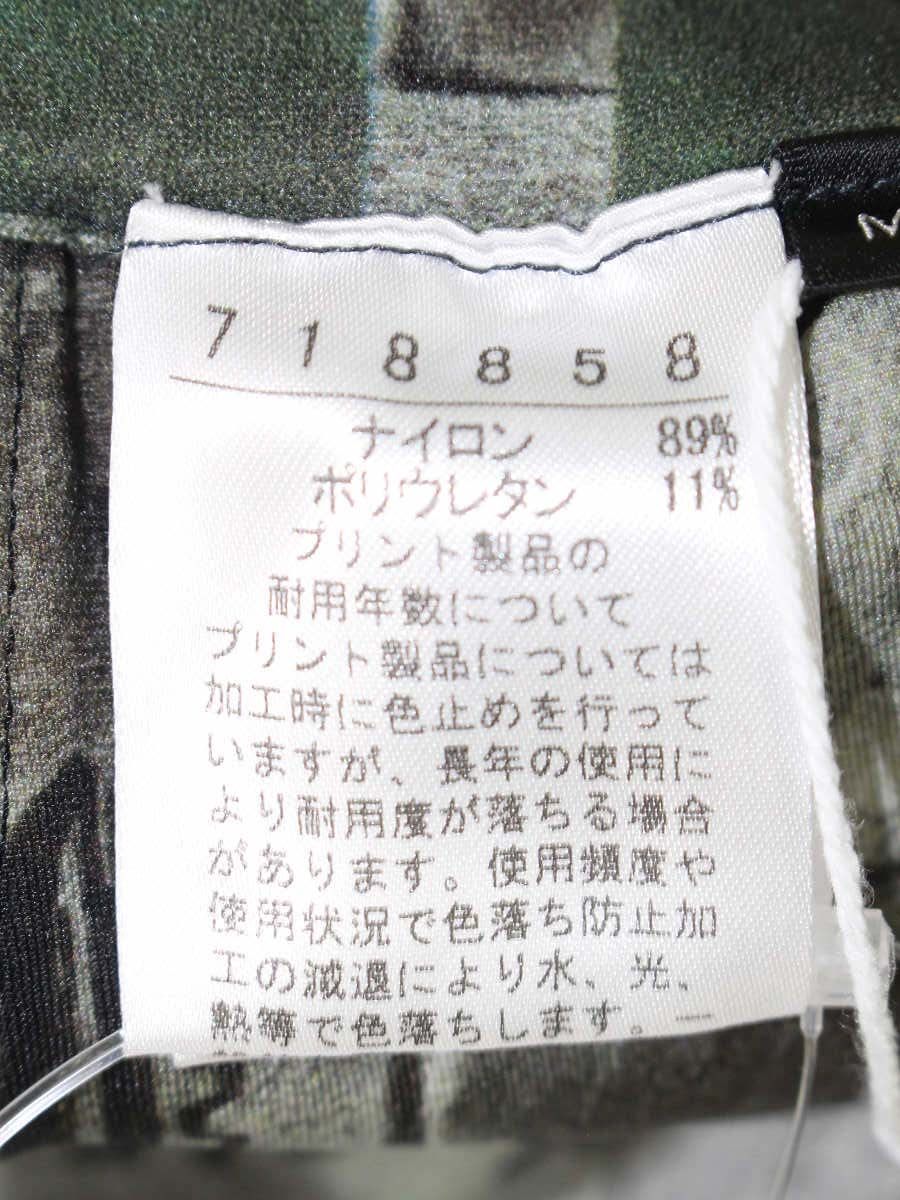 718858
ナイロン 89%
ポリウレタン 11%
プリント製品の
耐用年数について
プリント製品については
加工時に色止めを行って
いますが、長年の使用に
より耐用度が落ちる場合
があります。使用頻度や
使用状況で色落ち防止加
工の減退により水、光、
熱等で色落ちします。